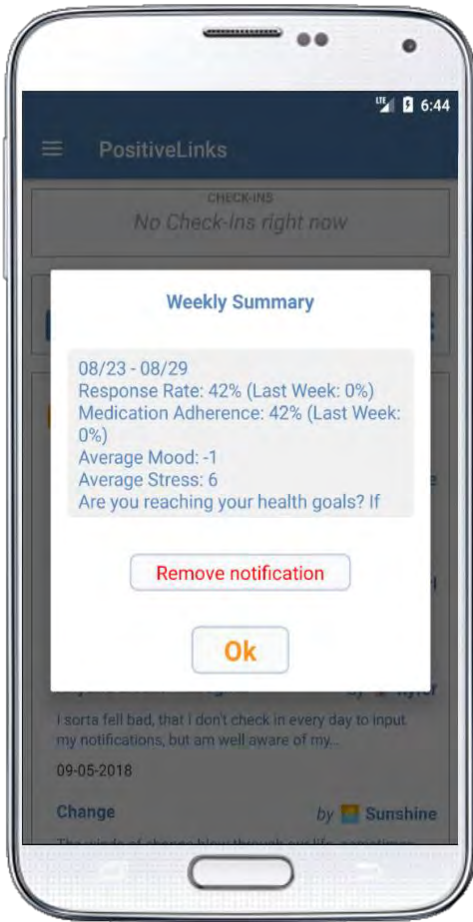 LTE 6:44
PositiveLinks
CHECK-INS
No Check-Ins right now
Weekly Summary
08/23 - 08/29
Response Rate: 42% (Last Week: 0%)
Medication Adherence: 42% (Last Week:
0%)
Average Mood: -1
Average Stress: 6
Are you reaching your health goals? If
Remove notification
Ok
I sorta fell bad, that I don't check in every day to input
my notifications, but am well aware of my...
09-05-2018
Change by Sunshine